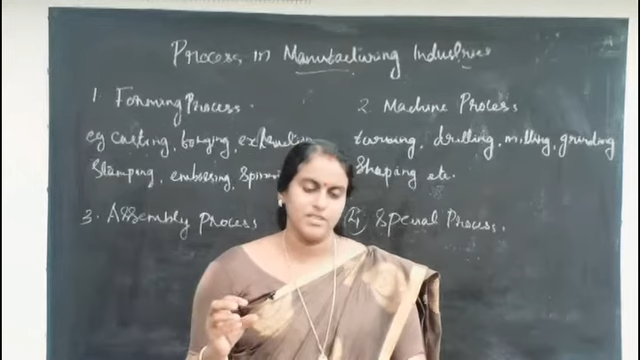 Process in Manufacturing Industries
1. Forming Process.
eg casting, forging, extrusion
Stamping, embossing, spinni
2. Machine Process.
turning, drilling, milling, grinding
Shaping etc.
3. Assembly Process
4 Special Process.